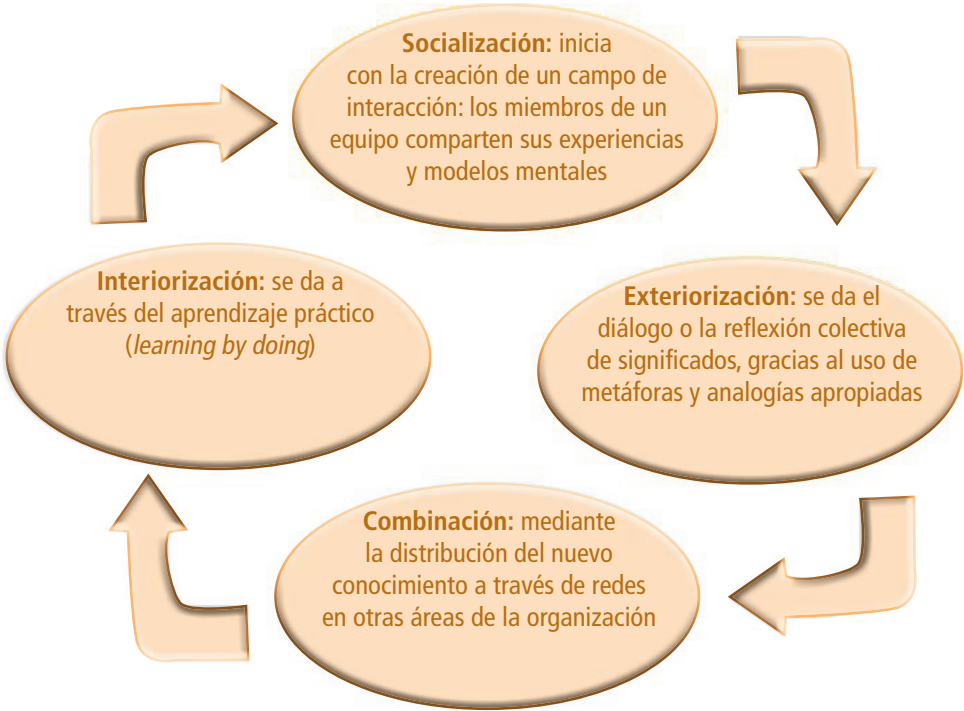 Socialización: inicia
con la creación de un campo de
interacción: los miembros de un
equipo comparten sus experiencias
y modelos mentales
Exteriorización: se da el
diálogo o la reflexión colectiva
de significados, gracias al uso de
metáforas y analogías apropiadas
Combinación: mediante
la distribución del nuevo
conocimiento a través de redes
en otras áreas de la organización
Interiorización: se da a
través del aprendizaje práctico
(learning by doing)